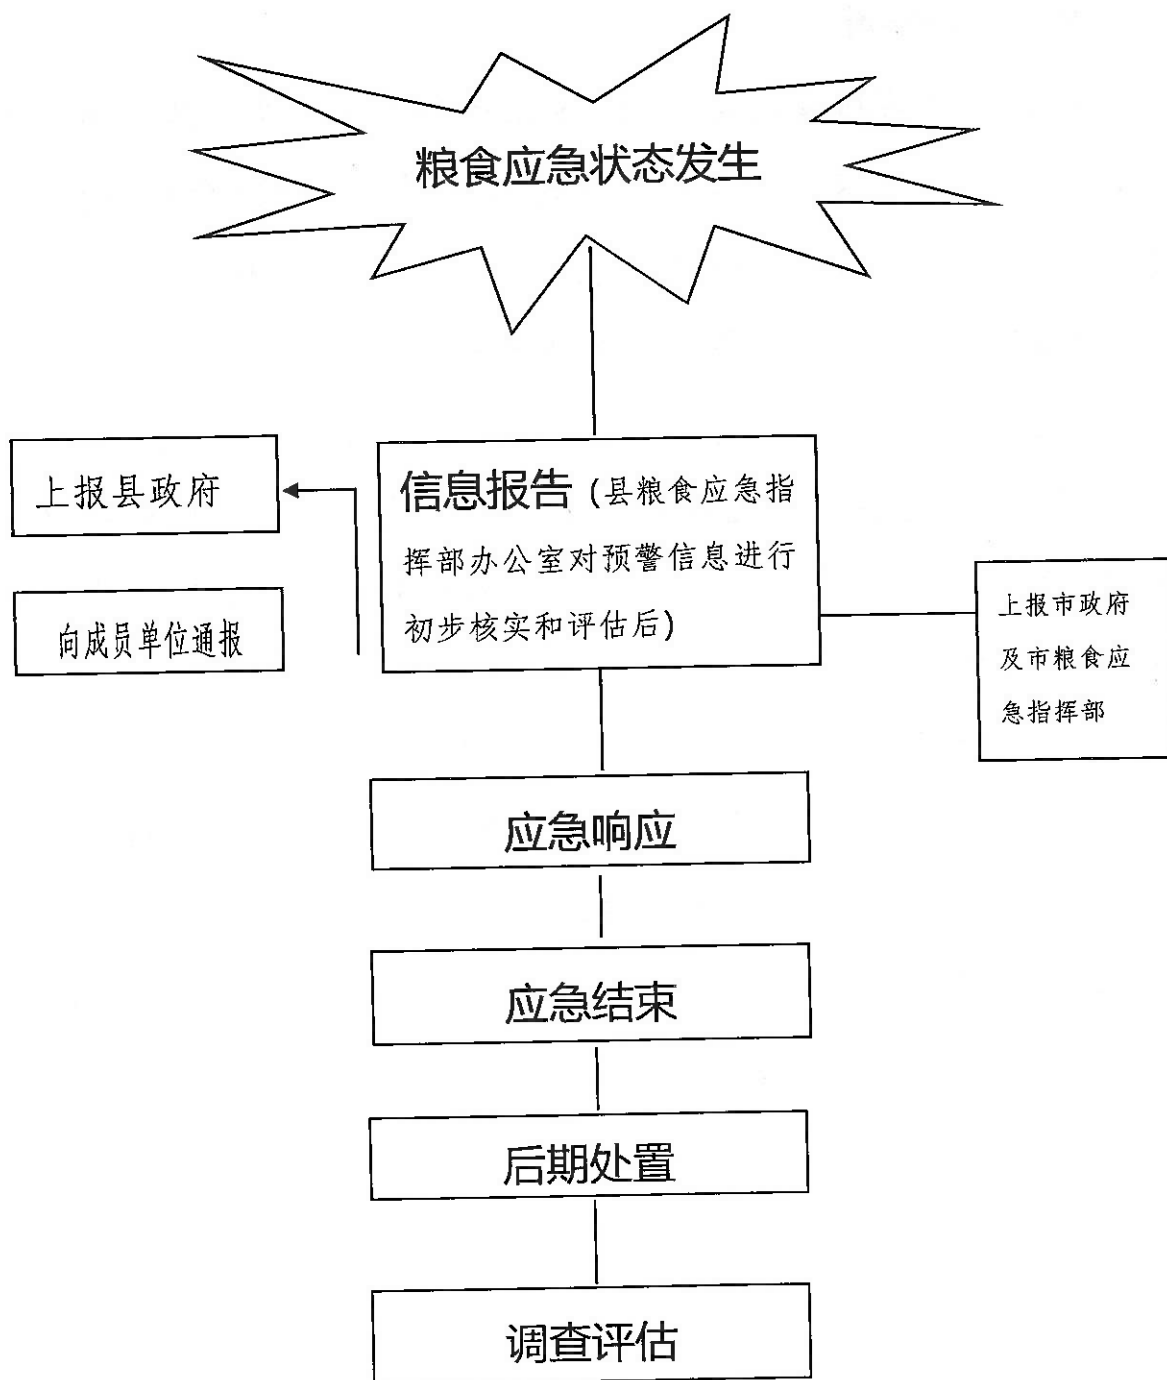 粮食应急状态发生
上报县政府
信息报告（县粮食应急指
挥部办公室对预警信息进行
初步核实和评估后）
向成员单位通报
上报市政府
及市粮食应
急指挥部
应急响应
应急结束
后期处置
调查评估